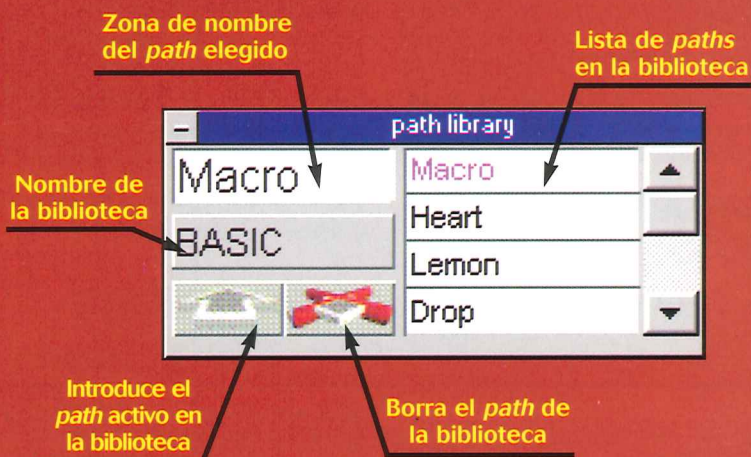 Zona de nombre
del path elegido
Lista de paths
en la biblioteca
path library
Macro
Macro
Nombre de
la biblioteca
BASIC
Heart
Lemon
Drop
Introduce el
path activo en
la biblioteca
Borra el path de
la biblioteca